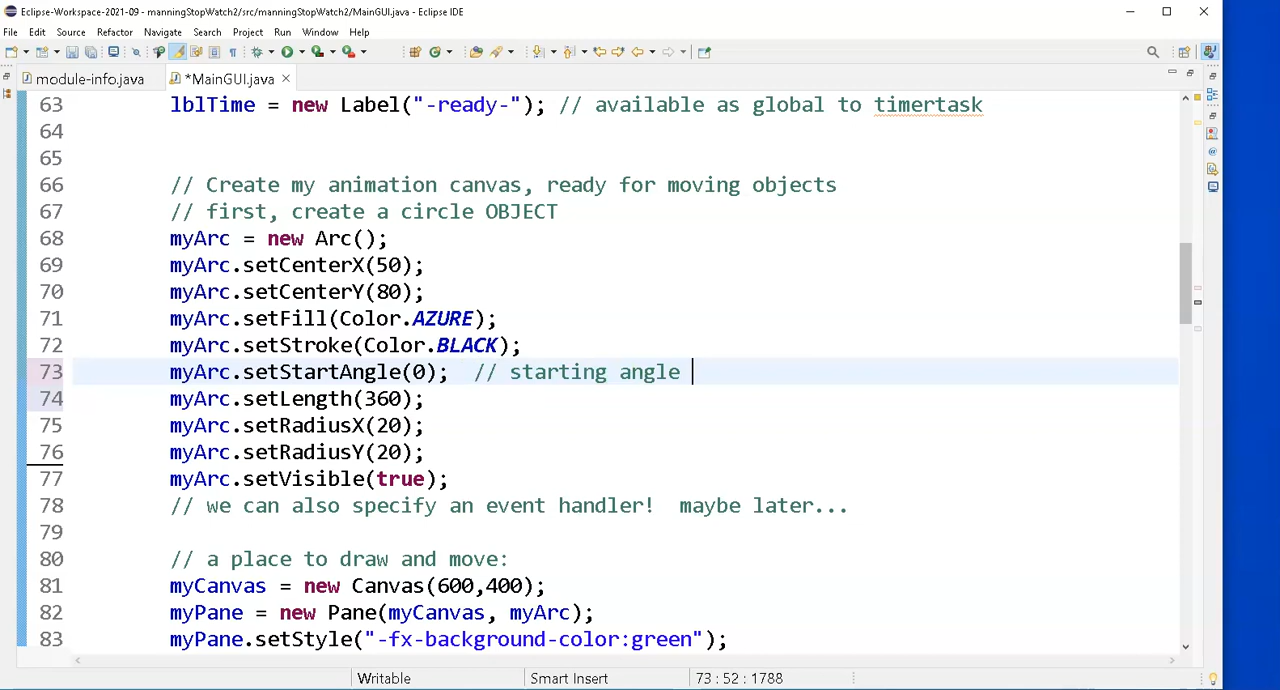 Eclipse-Workspace-2021-09 - manningStopWatch2/src/manningStopWatch2/MainGUI.java - Eclipse IDE
File Edit Source Refactor Navigate Search Project Run Window Help
module-info.java *MainGUI.java
63 lblTime = new Label("-ready-"); // available as global to timertask
64
65
66 // Create my animation canvas, ready for moving objects
67 // first, create a circle OBJECT
68 myArc = new Arc();
69 myArc.setCenterX(50);
70 myArc.setCenterY(80);
71 myArc.setFill(Color.AZURE);
72 myArc.setStroke(Color.BLACK);
73 myArc.setStartAngle(0);  // starting angle
74 myArc.setLength(360);
75 myArc.setRadiusX(20);
76 myArc.setRadiusY(20);
77 myArc.setVisible(true);
78 // we can also specify an event handler!  maybe later...
79
80 // a place to draw and move:
81 myCanvas = new Canvas(600,400);
82 myPane = new Pane(myCanvas, myArc);
83 myPane.setStyle("-fx-background-color:green");
Writable Smart Insert 73 : 52 : 1788